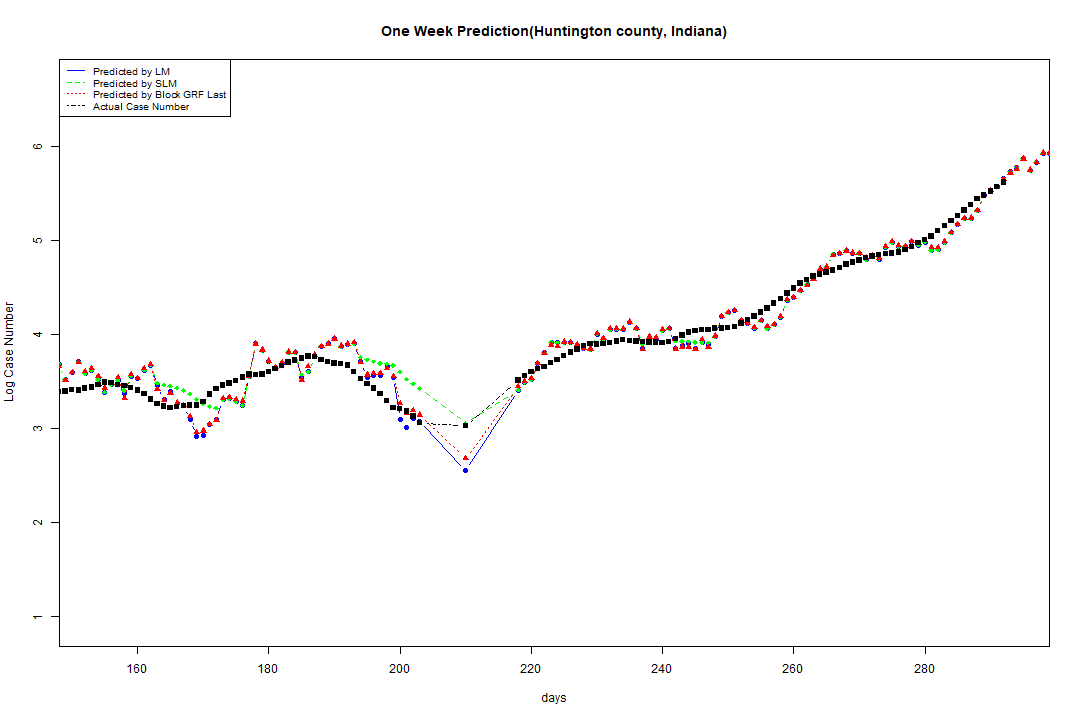 One Week Prediction(Huntington county, Indiana)
Predicted by LM
Predicted by SLM
Predicted by Block GRF Last
Actual Case Number
6
5
4
3
2
1
Log Case Number
160 180 200 220 240 260 280
days